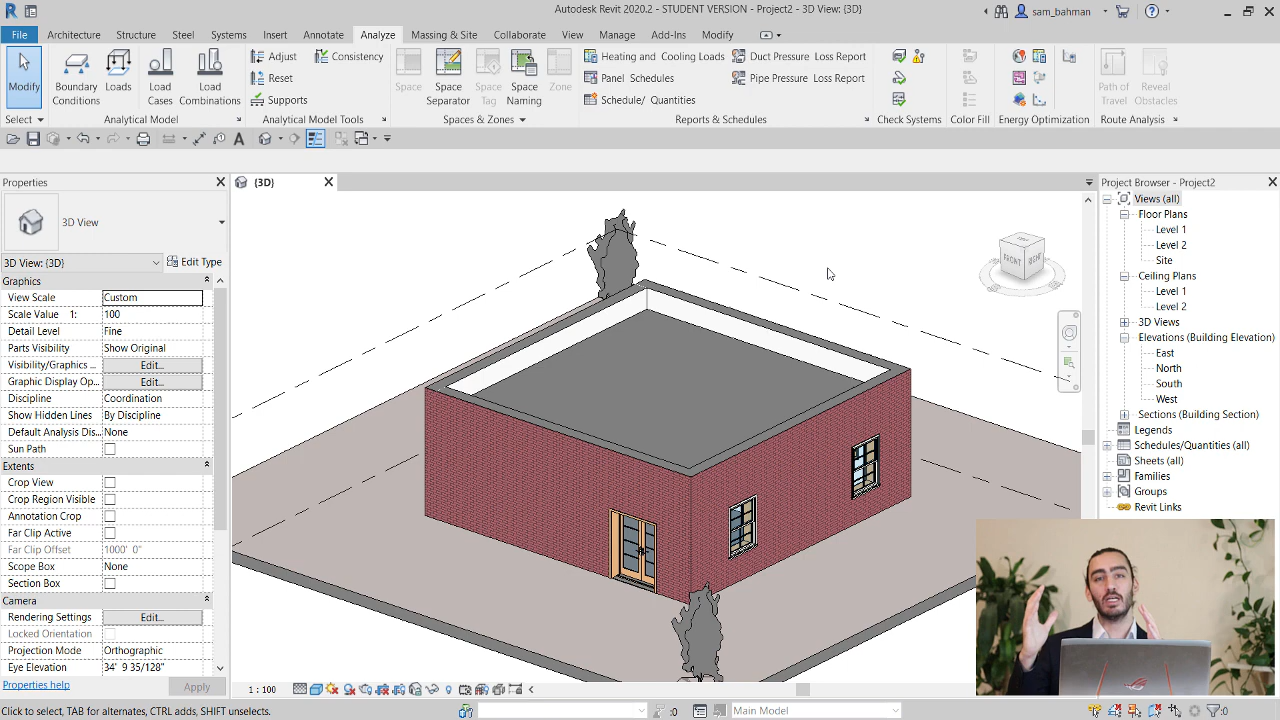 Autodesk Revit 2020.2 - STUDENT VERSION - Project2 - 3D View: {3D}
sam_bahman
File Architecture Structure Steel Systems Insert Annotate Analyze Massing & Site Collaborate View Manage Add-Ins Modify
Modify
Select
Boundary Conditions
Loads
Load Cases
Load Combinations
Analytical Model
Adjust
Reset
Supports
Consistency
Analytical Model Tools
Space
Space Separator
Space Tag
Space Naming
Zone
Spaces & Zones
Heating and Cooling Loads
Panel Schedules
Schedule/ Quantities
Duct Pressure Loss Report
Pipe Pressure Loss Report
Reports & Schedules
Check Systems
Color Fill
Energy Optimization
Path of Travel
Reveal Obstacles
Route Analysis
Properties
3D View
3D View: {3D}
Edit Type
Graphics
View Scale Custom
Scale Value 1: 100
Detail Level Fine
Parts Visibility Show Original
Visibility/Graphics ... Edit...
Graphic Display Op... Edit...
Discipline Coordination
Show Hidden Lines By Discipline
Default Analysis Dis... None
Sun Path
Extents
Crop View
Crop Region Visible
Annotation Crop
Far Clip Active
Far Clip Offset 1000' 0"
Scope Box None
Section Box
Camera
Rendering Settings Edit...
Locked Orientation
Projection Mode Orthographic
Eye Elevation 34' 9 35/128"
Properties help
Apply
{3D}
FRONT
1 : 100
Project Browser - Project2
Views (all)
Floor Plans
Level 1
Level 2
Site
Ceiling Plans
Level 1
Level 2
3D Views
Elevations (Building Elevation)
East
North
South
West
Sections (Building Section)
Legends
Schedules/Quantities (all)
Sheets (all)
Families
Groups
Revit Links
Click to select, TAB for alternates, CTRL adds, SHIFT unselects.
:0
Main Model
:0